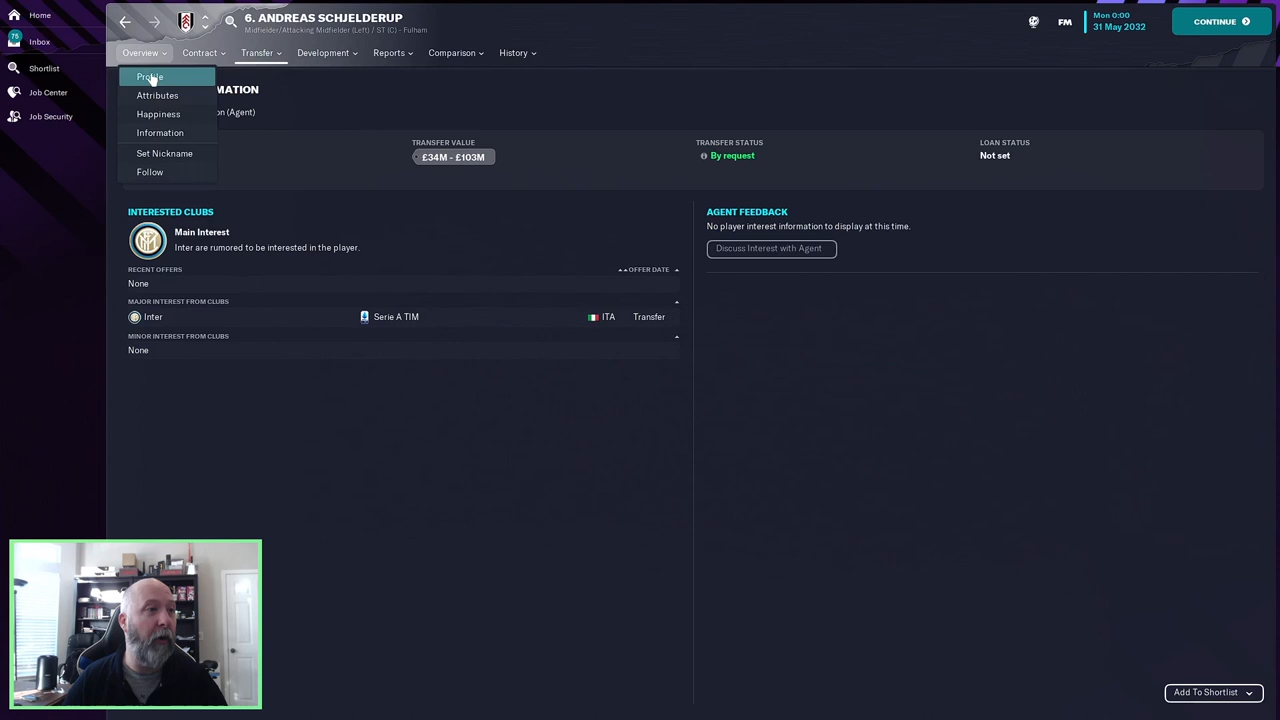 Home
75
Inbox
Shortlist
Job Center
Job Security
6. ANDREAS SCHJELDERUP
Midfielder/Attacking Midfielder (Left) / ST (C) - Fulham
FM
Mon 0:00
31 May 2032
CONTINUE
Overview
Contract
Transfer
Development
Reports
Comparison
History
Profile
Attributes
Happiness
Information
Set Nickname
Follow
TRANSFER VALUE
£34M - £103M
TRANSFER STATUS
By request
LOAN STATUS
Not set
INTERESTED CLUBS
Main Interest
Inter are rumored to be interested in the player.
RECENT OFFERS
OFFER DATE
None
MAJOR INTEREST FROM CLUBS
Inter
Serie A TIM
ITA
Transfer
MINOR INTEREST FROM CLUBS
None
AGENT FEEDBACK
No player interest information to display at this time.
Discuss Interest with Agent
Add To Shortlist